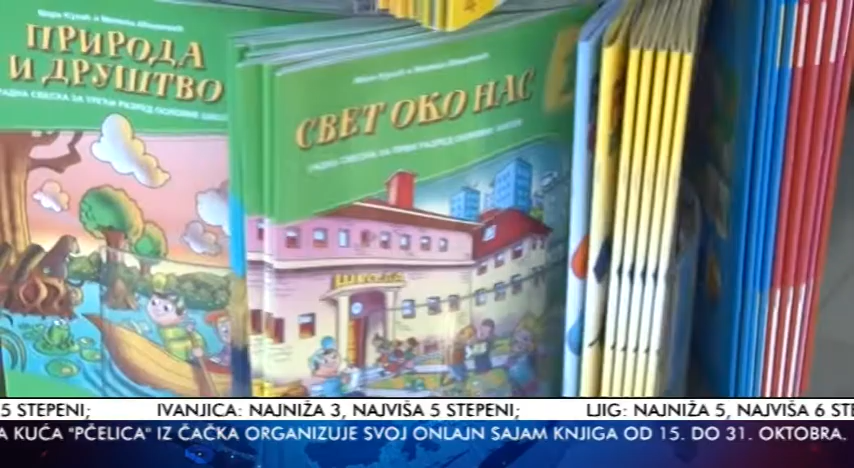 ПРИРОДА
И ДРУШТВО
СВЕТ ОКО НАС
ШКОЛА
5 STEPENI; IVANJICA: NAJNIŽA 3, NAJVIŠA 5 STEPENI; LJIG: NAJNIŽA 5, NAJVIŠA 6 STE
A KUĆA "PČELICA" IZ ČAČKA ORGANIZUJE SVOJ ONLAJN SAJAM KNJIGA OD 15. DO 31. OKTOBRA.